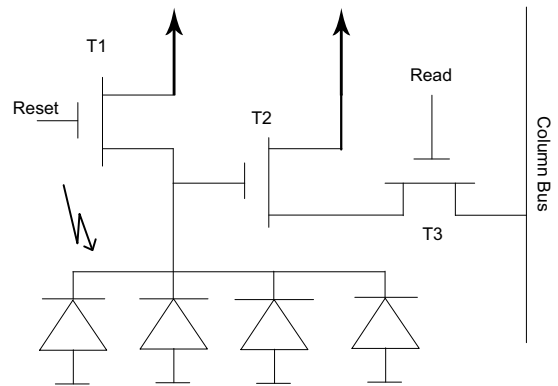 T1
Reset
T2
Read
T3
Column Bus